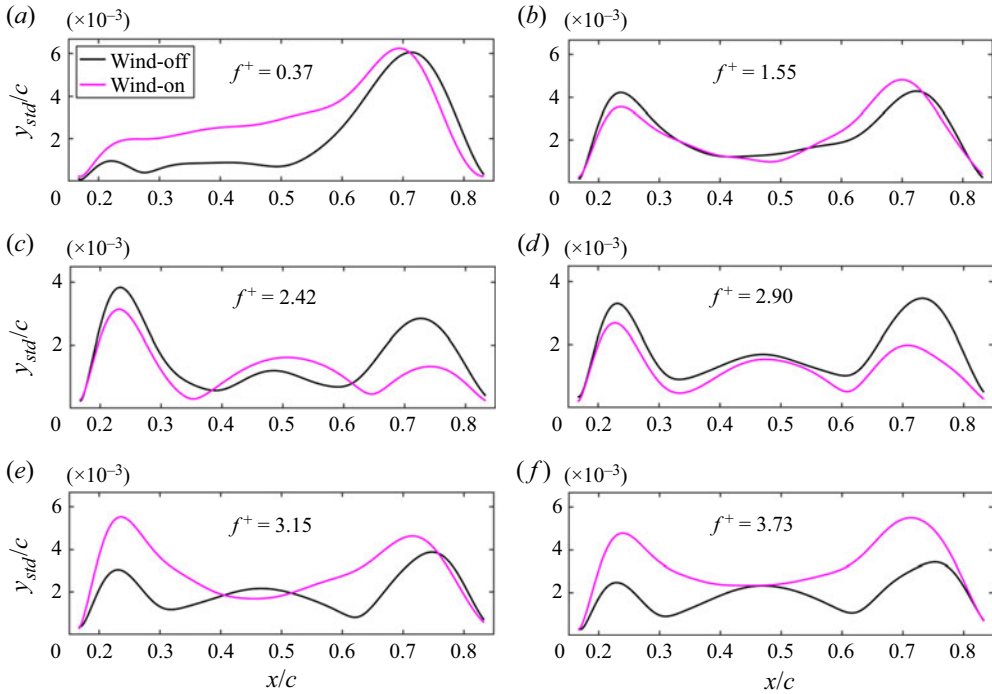 (a) (×10⁻³)
6
4
2
0
y_std/c
Wind-off
Wind-on
f⁺ = 0.37
0.2 0.3 0.4 0.5 0.6 0.7 0.8
(b) (×10⁻³)
6
4
2
0
f⁺ = 1.55
0.2 0.3 0.4 0.5 0.6 0.7 0.8
(c) (×10⁻³)
4
2
0
y_std/c
f⁺ = 2.42
0.2 0.3 0.4 0.5 0.6 0.7 0.8
(d) (×10⁻³)
4
2
0
f⁺ = 2.90
0.2 0.3 0.4 0.5 0.6 0.7 0.8
(e) (×10⁻³)
6
4
2
0
y_std/c
f⁺ = 3.15
0.2 0.3 0.4 0.5 0.6 0.7 0.8
x/c
(f) (×10⁻³)
6
4
2
0
f⁺ = 3.73
0.2 0.3 0.4 0.5 0.6 0.7 0.8
x/c